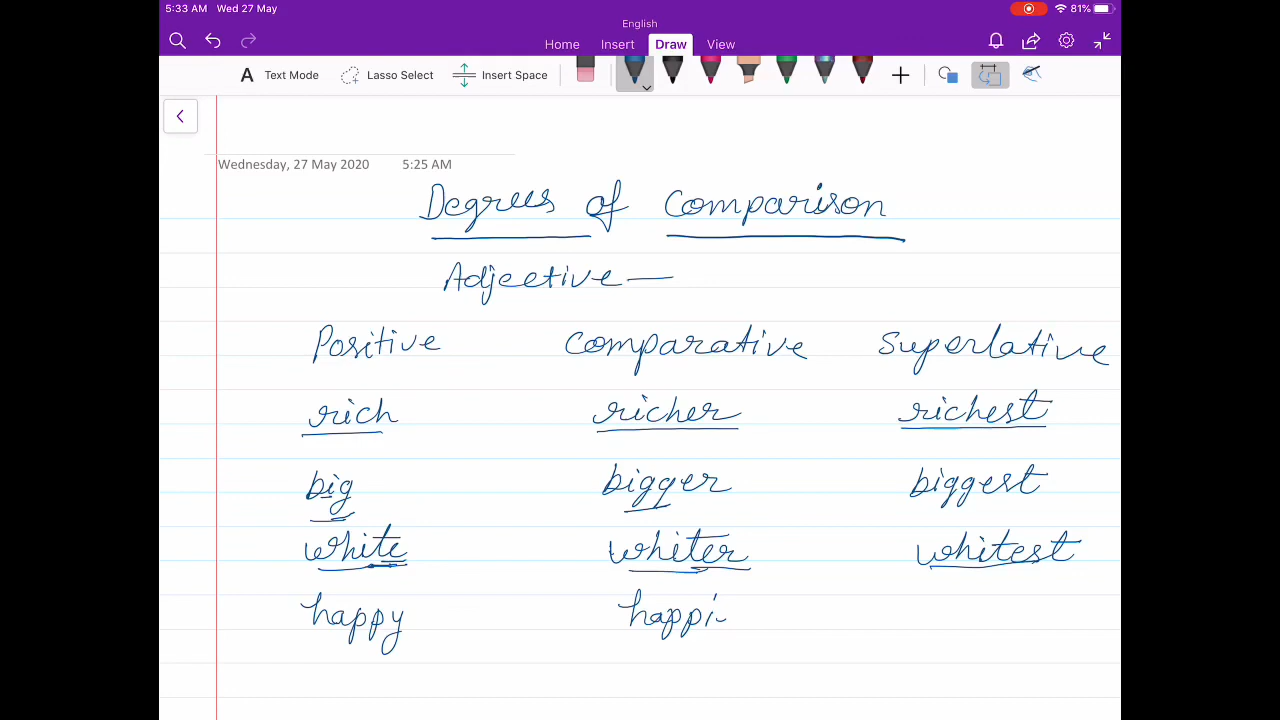 5:33 AM Wed 27 May 81%
English
Home Insert Draw View
A Text Mode Lasso Select Insert Space
Wednesday, 27 May 2020 5:25 AM
Degrees of Comparison
Adjective —
Positive Comparative Superlative
rich richer richest
big bigger biggest
white whiter whitest
happy happi